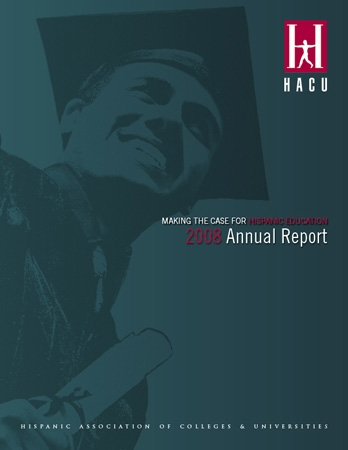 H
HACU
MAKING THE CASE FOR HISPANIC EDUCATION
2008 Annual Report
HISPANIC ASSOCIATION OF COLLEGES & UNIVERSITIES